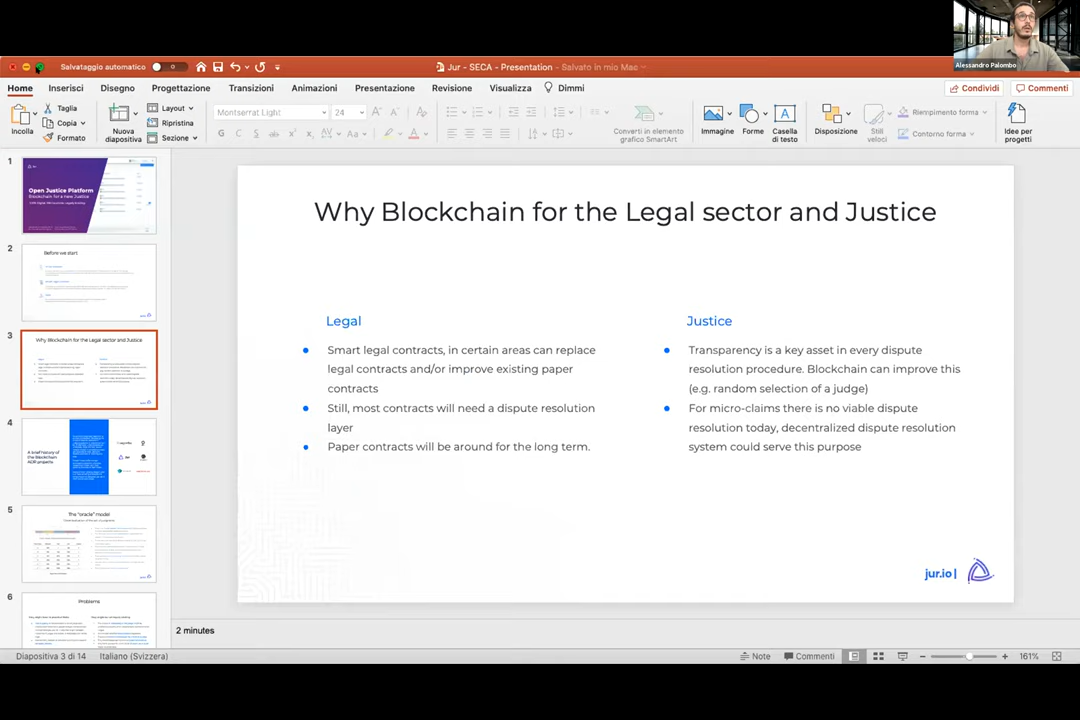 Alessandro Palombo
Salvataggio automatico
Jur - SECA - Presentation - Salvato in mio Mac
Home Inserisci Disegno Progettazione Transizioni Animazioni Presentazione Revisione Visualizza Dimmi
Condividi Commenti
Incolla
Taglia
Copia
Formato
Nuova
diapositiva
Layout
Ripristina
Sezione
Montserrat Light 24
G C S
Converti in elemento
grafico SmartArt
Immagine
Forme
Casella
di testo
Disposizione
Stili
veloci
Riempimento forma
Contorno forma
Idee per
progetti
1
Open Justice Platform
Blockchain for a new Justice
2
Before we start
3
Why Blockchain for the Legal sector and Justice
4
A brief history of
the Blockchain
ADR projects
5
The "oracle" model
6
Problems
Why Blockchain for the Legal sector and Justice
Legal
Smart legal contracts, in certain areas can replace
legal contracts and/or improve existing paper
contracts
Still, most contracts will need a dispute resolution
layer
Paper contracts will be around for the long term.
Justice
Transparency is a key asset in every dispute
resolution procedure. Blockchain can improve this
(e.g. random selection of a judge)
For micro-claims there is no viable dispute
resolution today, decentralized dispute resolution
system could serve this purpose
jur.io |
2 minutes
Diapositiva 3 di 14 Italiano (Svizzera)
Note Commenti 161%